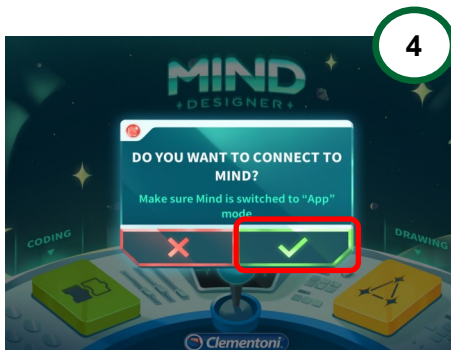 4
MIND
DESIGNER
DO YOU WANT TO CONNECT TO
MIND?
Make sure Mind is switched to “App”
mode
CODING
DRAWING
Clementoni